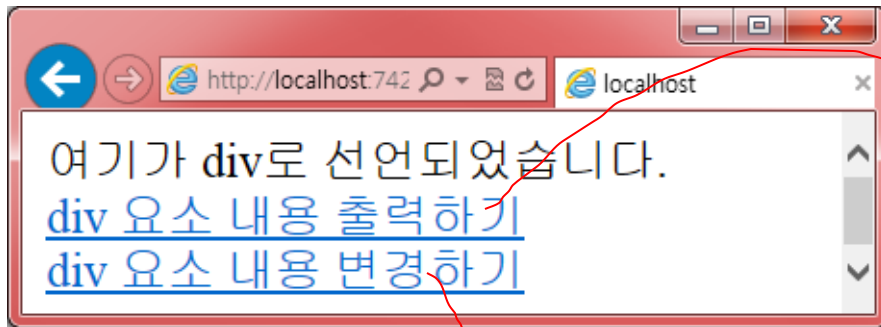 http://localhost:742
localhost
여기가 div로 선언되었습니다.
div 요소 내용 출력하기
div 요소 내용 변경하기